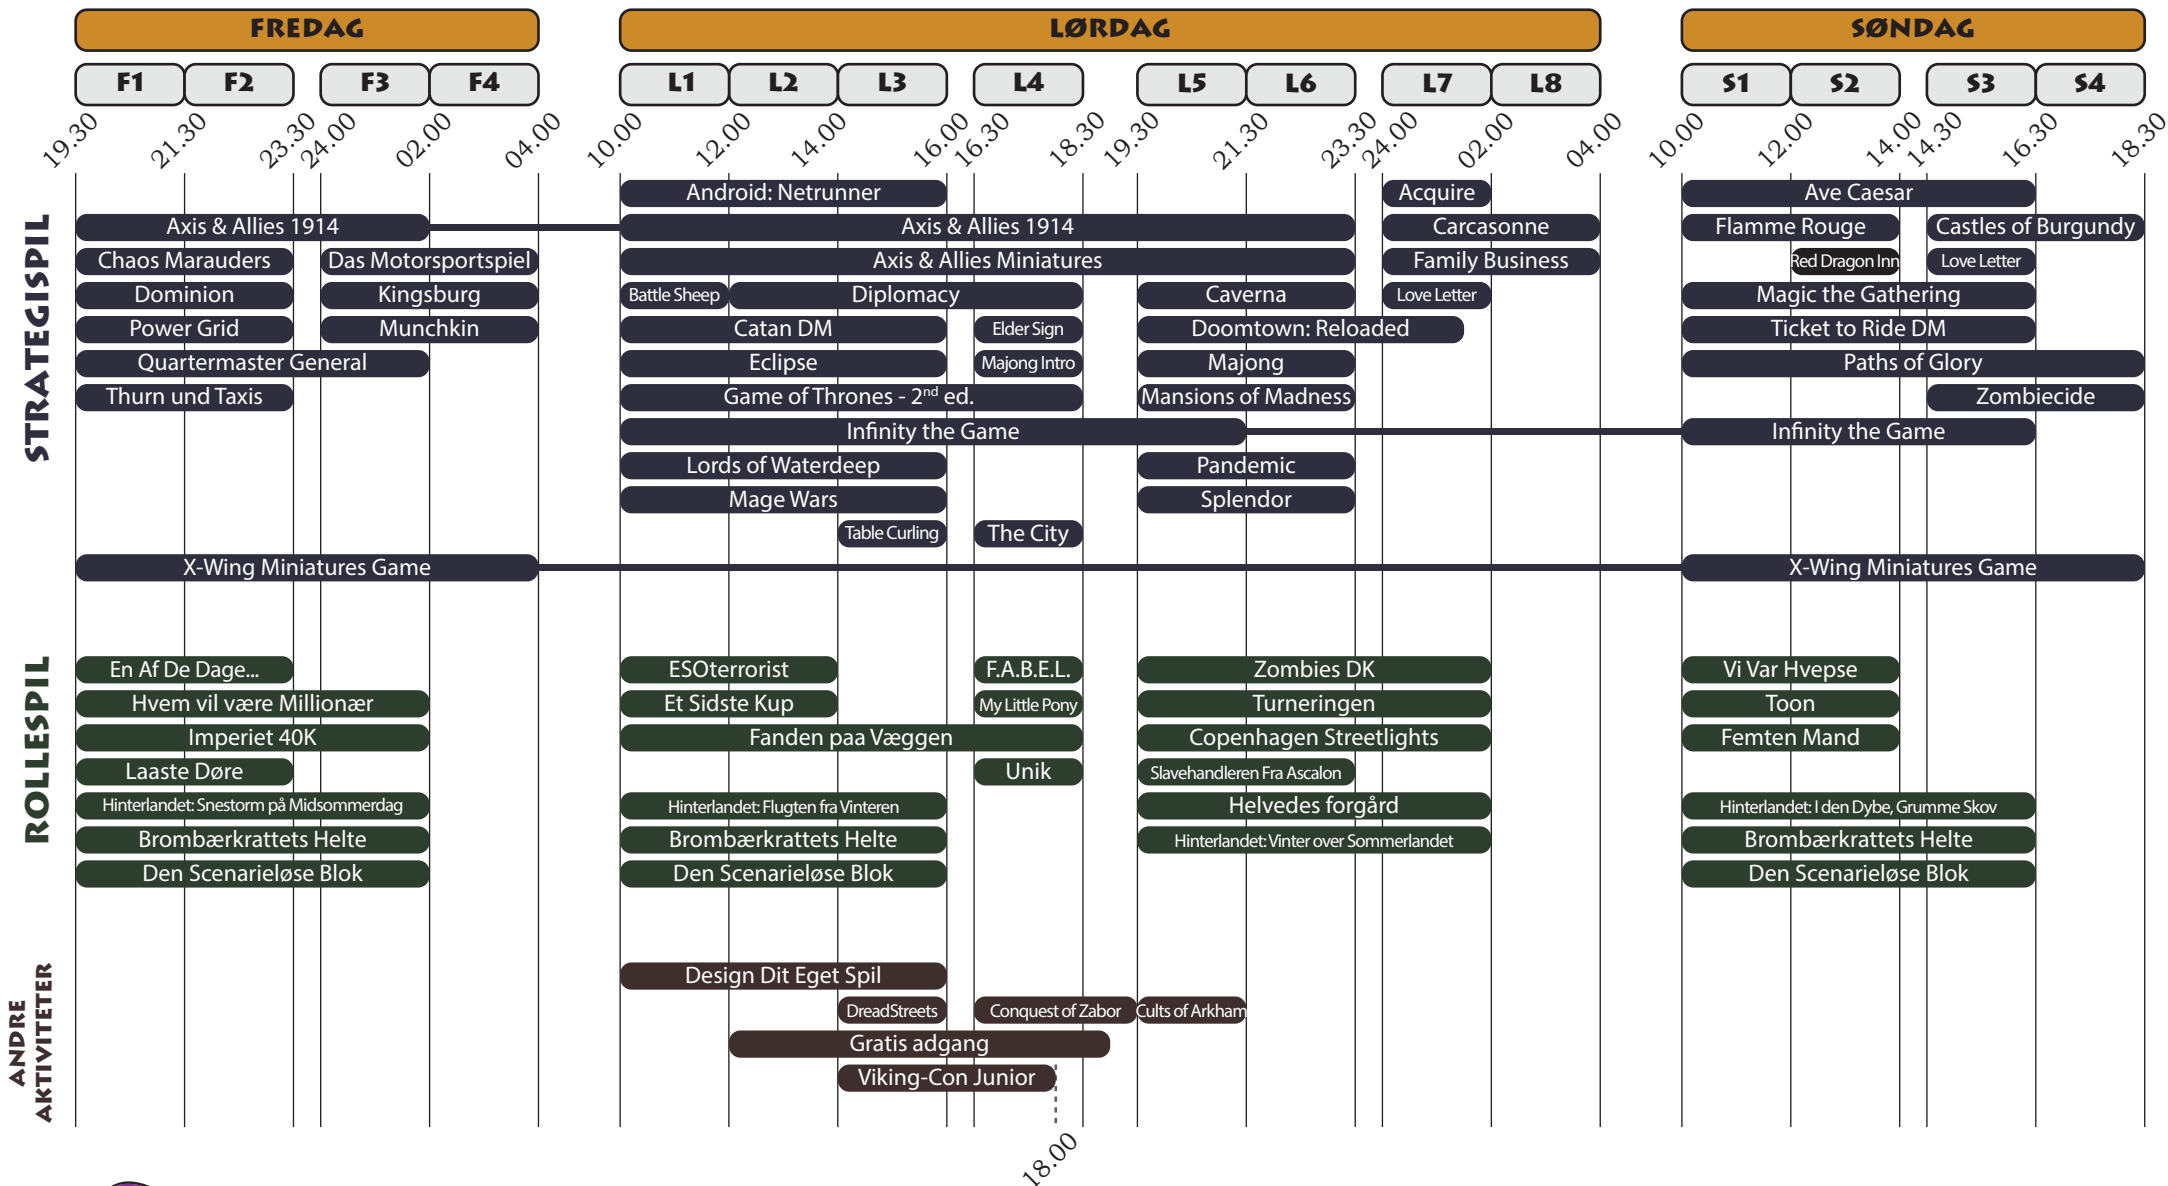 FREDAG LØRDAG SØNDAG
F1 F2 F3 F4 L1 L2 L3 L4 L5 L6 L7 L8 S1 S2 S3 S4
19.30 21.30 23.30 24.00 02.00 04.00 10.00 12.00 14.00 16.00 16.30 18.30 19.30 21.30 23.30 24.00 02.00 04.00 10.00 12.00 14.00 14.30 16.30 18.30
STRATEGISPIL
Android: Netrunner Acquire Ave Caesar
Axis & Allies 1914 Axis & Allies 1914 Carcasonne Flamme Rouge Castles of Burgundy
Chaos Marauders Das Motorsportspiel Axis & Allies Miniatures Family Business Red Dragon Inn Love Letter
Dominion Kingsburg Battle Sheep Diplomacy Caverna Love Letter Magic the Gathering
Power Grid Munchkin Catan DM Elder Sign Doomtown: Reloaded Ticket to Ride DM
Quartermaster General Eclipse Majong Intro Majong Paths of Glory
Thurn und Taxis Game of Thrones - 2nd ed. Mansions of Madness Zombiecide
Infinity the Game Infinity the Game
Lords of Waterdeep Pandemic
Mage Wars Splendor
Table Curling The City
X-Wing Miniatures Game X-Wing Miniatures Game
ROLLESPIL
En Af De Dage... ESOterrorist F.A.B.E.L. Zombies DK Vi Var Hvepse
Hvem vil være Millionær Et Sidste Kup My Little Pony Turneringen Toon
Imperiet 40K Fanden paa Væggen Copenhagen Streetlights Femten Mand
Laaste Døre Unik Slavehandleren Fra Ascalon
Hinterlandet: Snestorm på Midsommerdag Hinterlandet: Flugten fra Vinteren Helvedes forgård Hinterlandet: I den Dybe, Grumme Skov
Brombærkrattets Helte Brombærkrattets Helte Hinterlandet: Vinter over Sommerlandet Brombærkrattets Helte
Den Scenarieløse Blok Den Scenarieløse Blok Den Scenarieløse Blok
ANDRE
AKTIVITETER
Design Dit Eget Spil
DreadStreets Conquest of Zabor Cults of Arkham
Gratis adgang
Viking-Con Junior
18.00